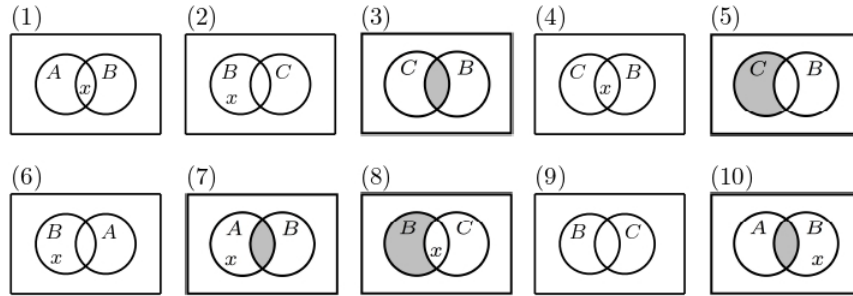 (1) (2) (3) (4) (5)
A B B C C B C B C B
x x x
(6) (7) (8) (9) (10)
B A A B B C B C A B
x x x x